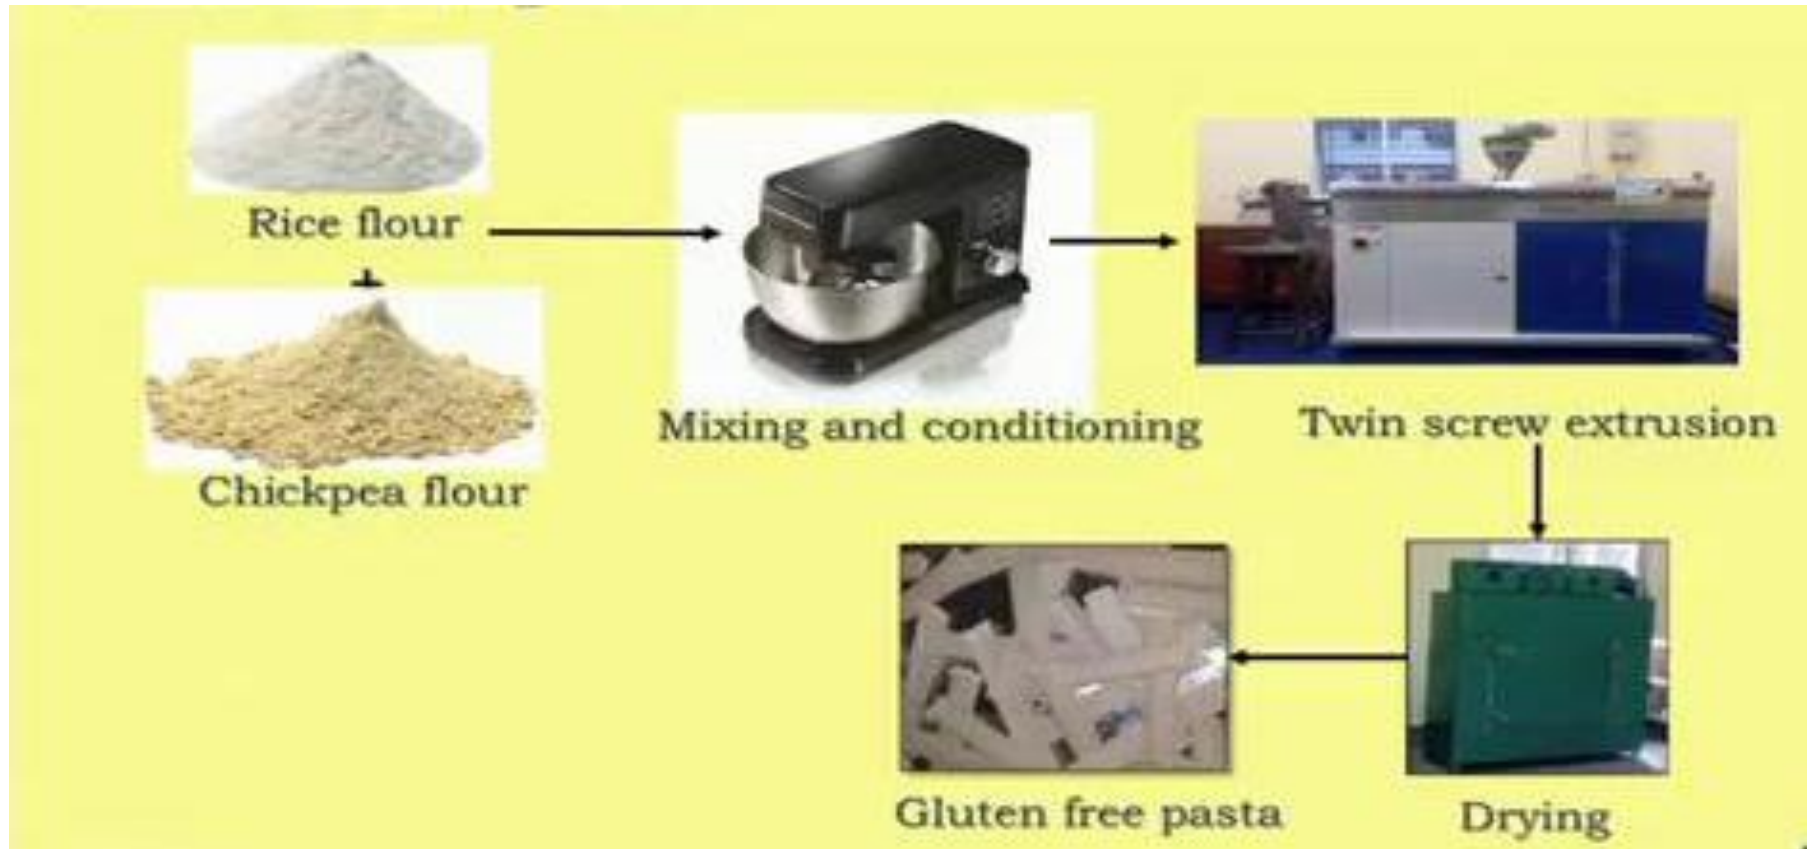 Rice flour
+
Chickpea flour
Mixing and conditioning
Twin screw extrusion
Gluten free pasta
Drying